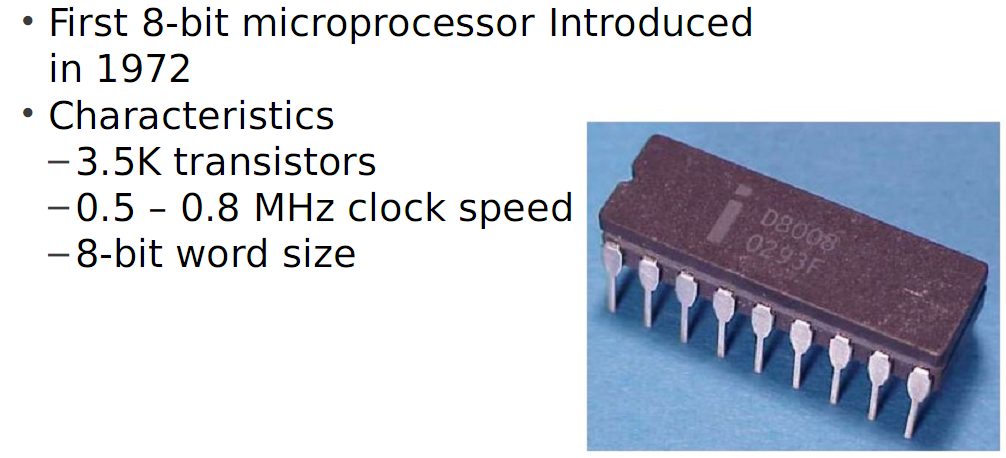 • First 8-bit microprocessor Introduced
in 1972
• Characteristics
–3.5K transistors
–0.5 – 0.8 MHz clock speed
–8-bit word size
i
D8008
0293F